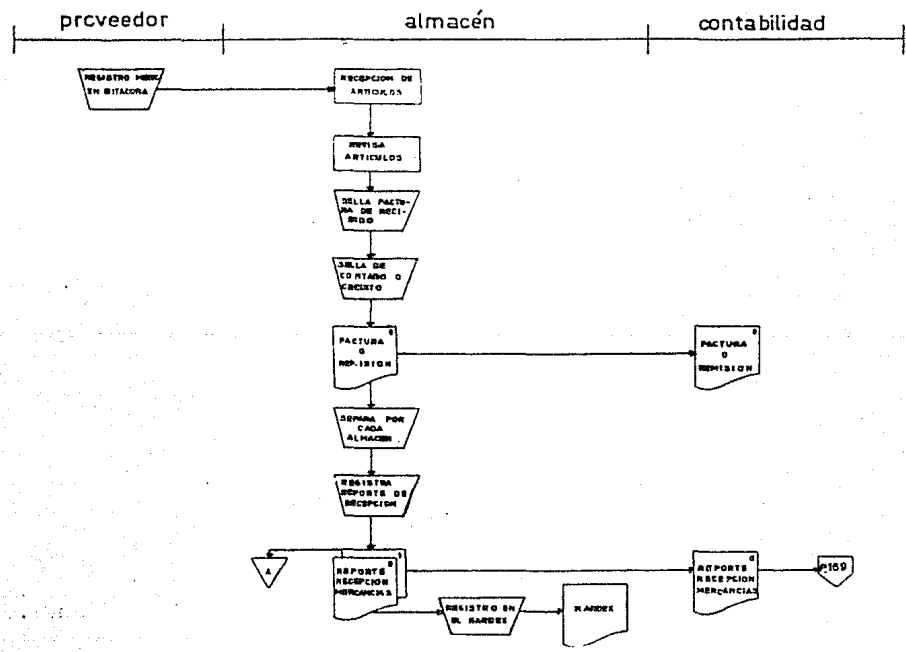 prcveedor
almacén
contabilidad
REGISTRO MERC.
EN BITACORA
RECEPCION DE
ARTICULOS
REVISA
ARTICULOS
SELLA FACTU-
RA DE RECI-
BIDO
SELLA DE
CONTADO O
CREDITO
FACTURA
O
REMISION
FACTURA
O
REMISION
SEPARA POR
CADA
ALMACEN
REGISTRA
REPORTE DE
RECEPCION
A
REPORTE
RECEPCION
MERCANCIAS
REPORTE
RECEPCION
MERCANCIAS
P.169
REGISTRO EN
EL KARDEX
KARDEX